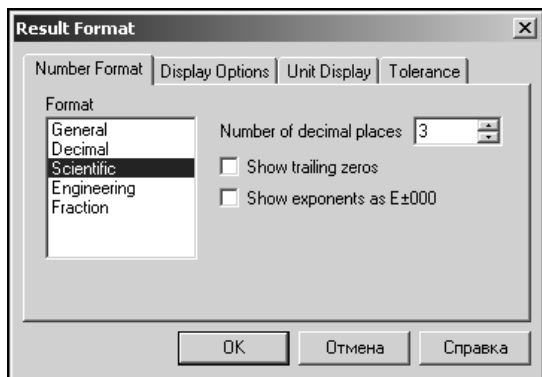 Result Format
Number Format Display Options Unit Display Tolerance
Format
General
Decimal
Scientific
Engineering
Fraction
Number of decimal places 3
Show trailing zeros
Show exponents as E±000
OK Отмена Справка